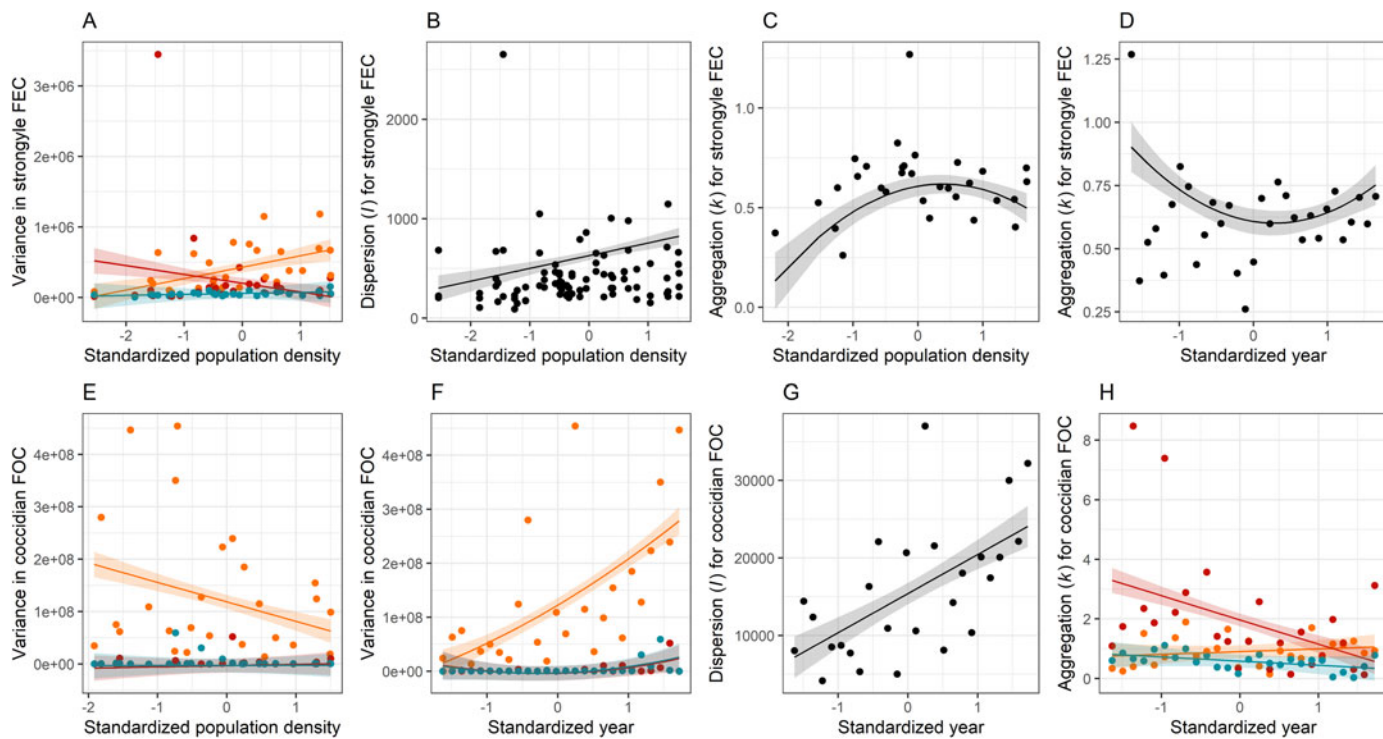 A
Variance in strongyle FEC
3e+06
2e+06
1e+06
0e+00
-2 -1 0 1
Standardized population density
B
Dispersion (I) for strongyle FEC
2000
1000
0
-2 -1 0 1
Standardized population density
C
Aggregation (k) for strongyle FEC
1.0
0.5
0.0
-2 -1 0 1
Standardized population density
D
Aggregation (k) for strongyle FEC
1.25
1.00
0.75
0.50
0.25
-1 0 1
Standardized year
E
Variance in coccidian FOC
4e+08
3e+08
2e+08
1e+08
0e+00
-2 -1 0 1
Standardized population density
F
Variance in coccidian FOC
4e+08
3e+08
2e+08
1e+08
0e+00
-1 0 1
Standardized year
G
Dispersion (I) for coccidian FOC
30000
20000
10000
-1 0 1
Standardized year
H
Aggregation (k) for coccidian FOC
8
6
4
2
0
-1 0 1
Standardized year